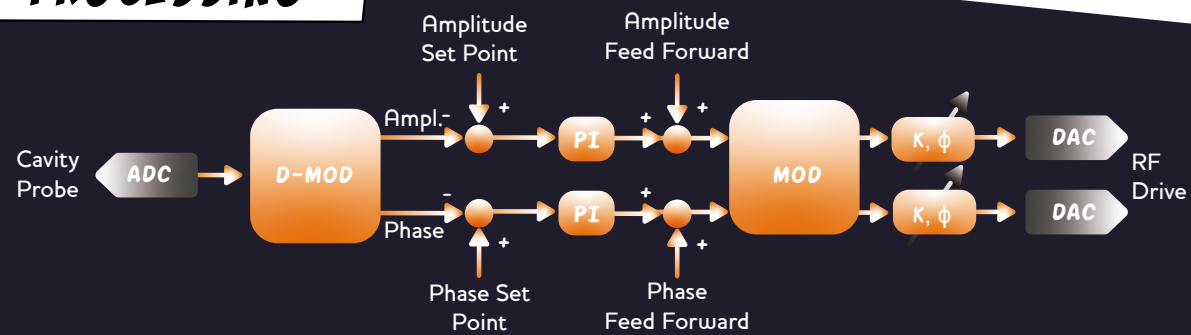 PROCESSING
Amplitude
Set Point
Amplitude
Feed Forward
+
+
Ampl.
-
+
PI
K, ϕ
DAC
Cavity
Probe
ADC
D-MOD
MOD
RF
Drive
-
+
PI
K, ϕ
DAC
Phase
+
+
Phase Set
Point
Phase
Feed Forward